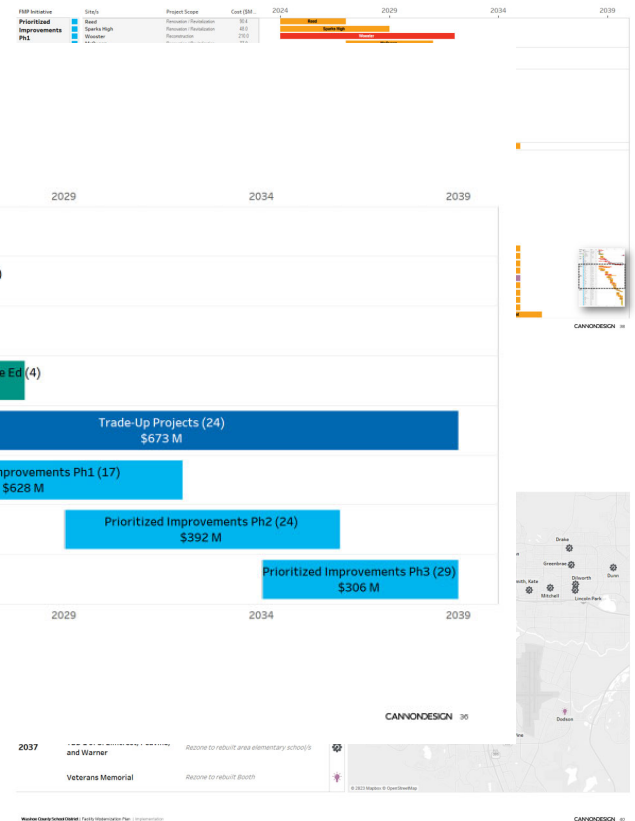 FMP Initiative Site/s Project Scope Cost ($M... 2024 2029 2034 2039
Prioritized Improvements Ph1
Reed Renovation / Revitalization Reed
Sparks High Renovation / Revitalization Sparks High
Wooster Reconstruction Wooster
2029 2034 2039
e Ed (4)
Trade-Up Projects (24)
$673 M
mprovements Ph1 (17)
$628 M
Prioritized Improvements Ph2 (24)
$392 M
Prioritized Improvements Ph3 (29)
$306 M
2029 2034 2039
CANNONDESIGN 36
CANNONDESIGN
Drake
Greenbrae
Dilworth
Dunn
mith, Kate
Mitchell
Lincoln Park
Dodson
2037
and Warner
Rezone to rebuilt area elementary school/s
Veterans Memorial Rezone to rebuilt Booth
© 2023 Mapbox © OpenStreetMap
Washoe County School District | Facility Modernization Plan | Implementation
CANNONDESIGN 40